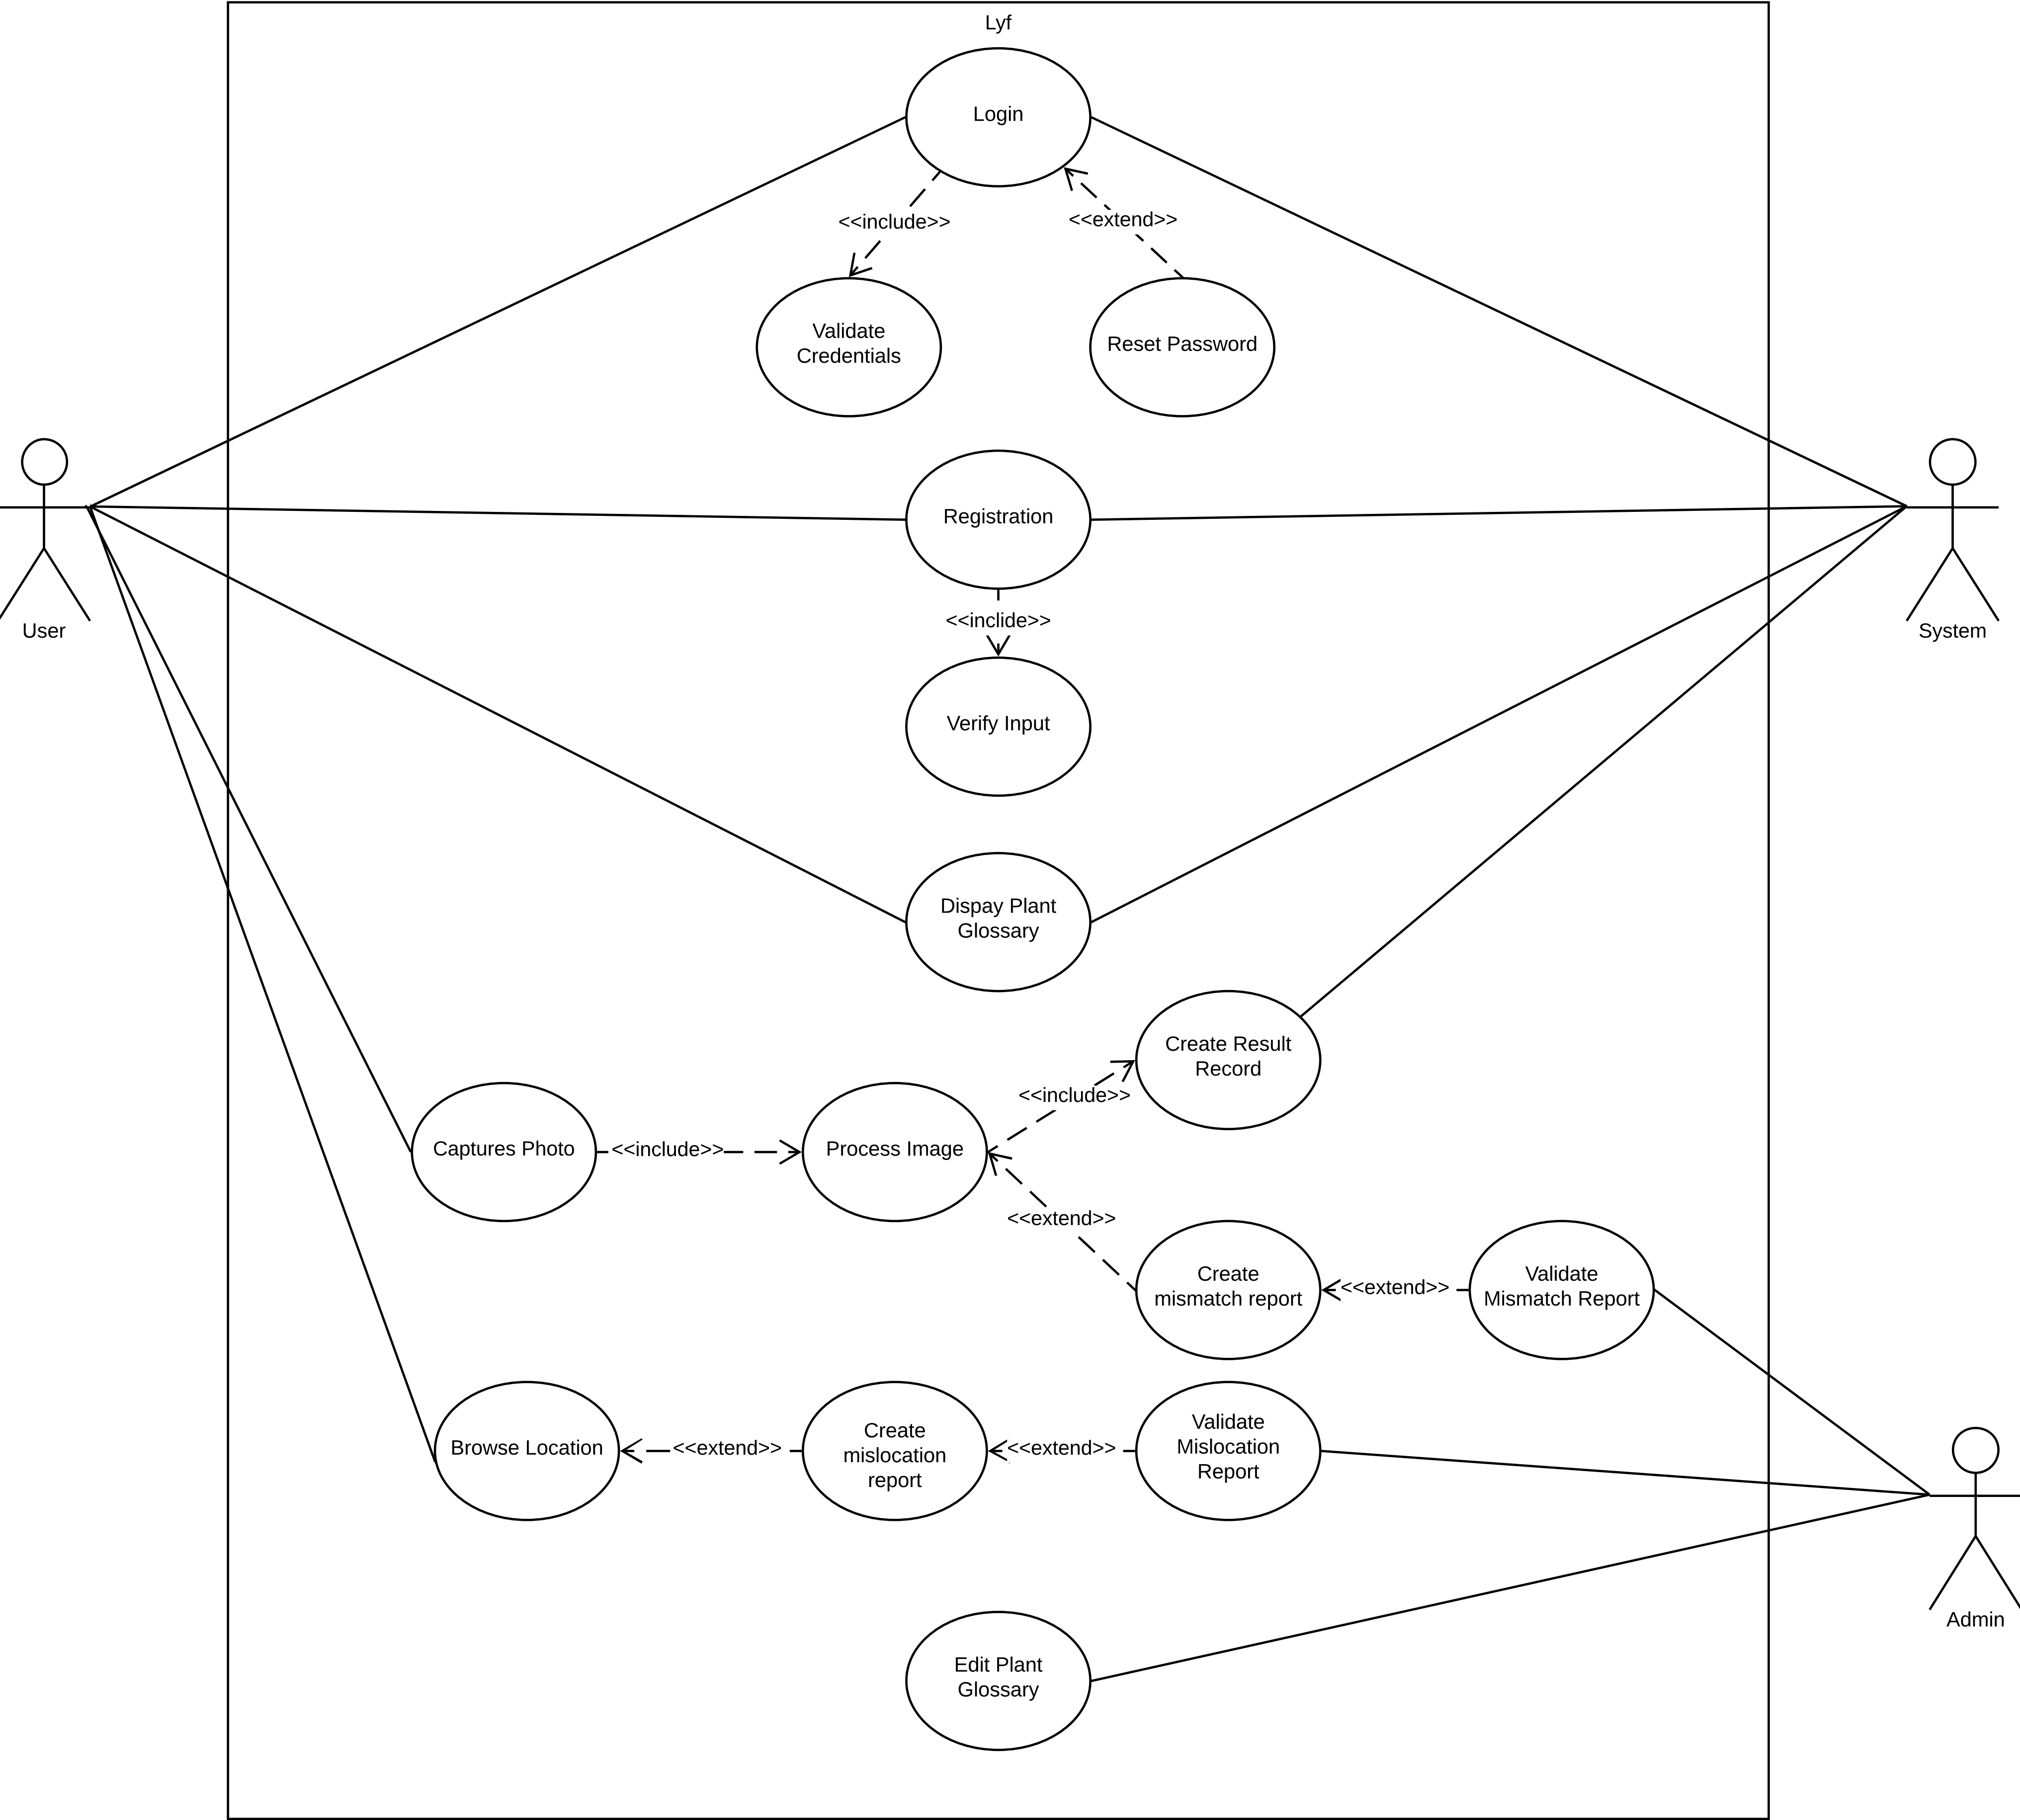 Lyf
Login
<<include>>
<<extend>>
Validate
Credentials
Reset Password
User
System
Registration
<<inclide>>
Verify Input
Dispay Plant
Glossary
Create Result
Record
<<include>>
Captures Photo
<<include>>
Process Image
<<extend>>
Create
mismatch report
<<extend>>
Validate
Mismatch Report
Browse Location
<<extend>>
Create
mislocation
report
<<extend>>
Validate
Mislocation
Report
Admin
Edit Plant
Glossary